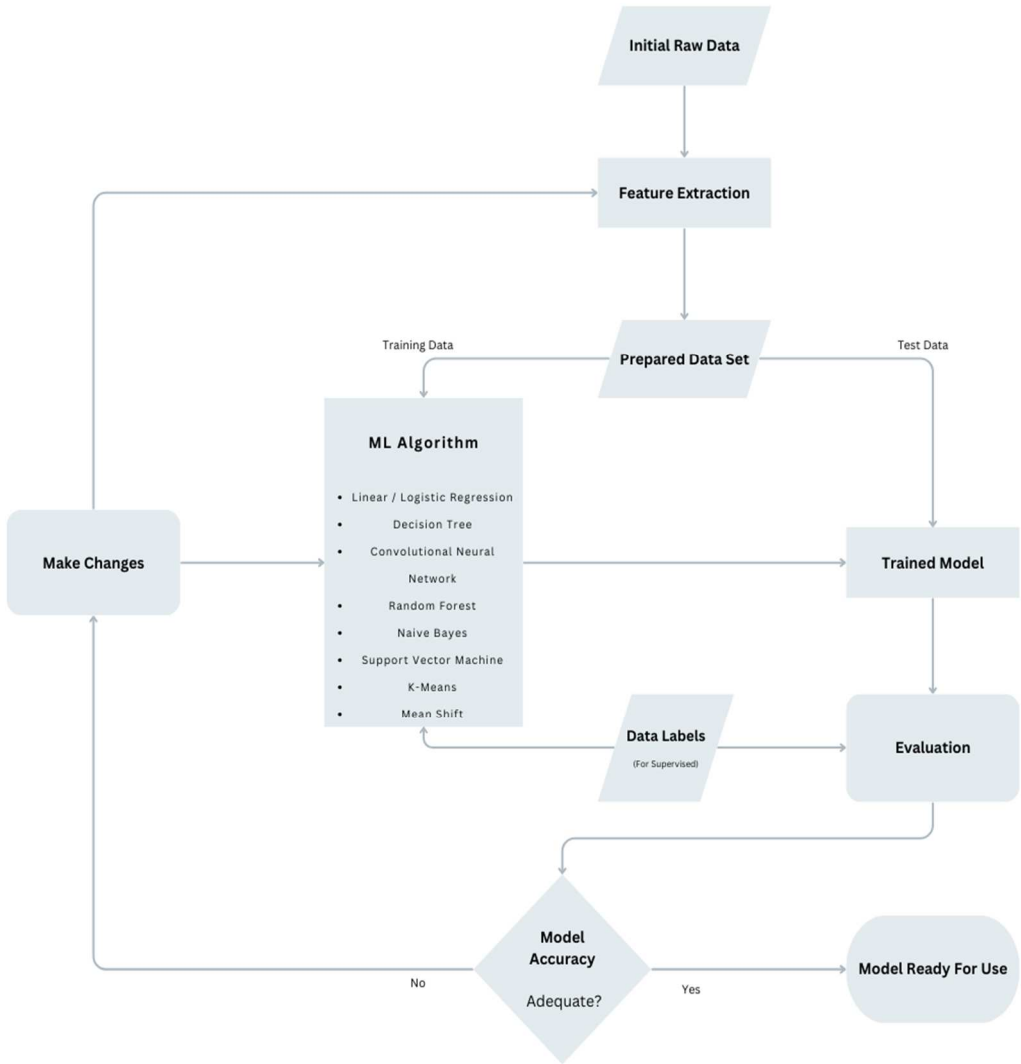 Initial Raw Data
Feature Extraction
Training Data
Prepared Data Set
Test Data
ML Algorithm
• Linear / Logistic Regression
• Decision Tree
• Convolutional Neural
Network
• Random Forest
• Naive Bayes
• Support Vector Machine
• K-Means
• Mean Shift
Make Changes
Trained Model
Data Labels
(For Supervised)
Evaluation
Model
Accuracy
Adequate?
No
Yes
Model Ready For Use